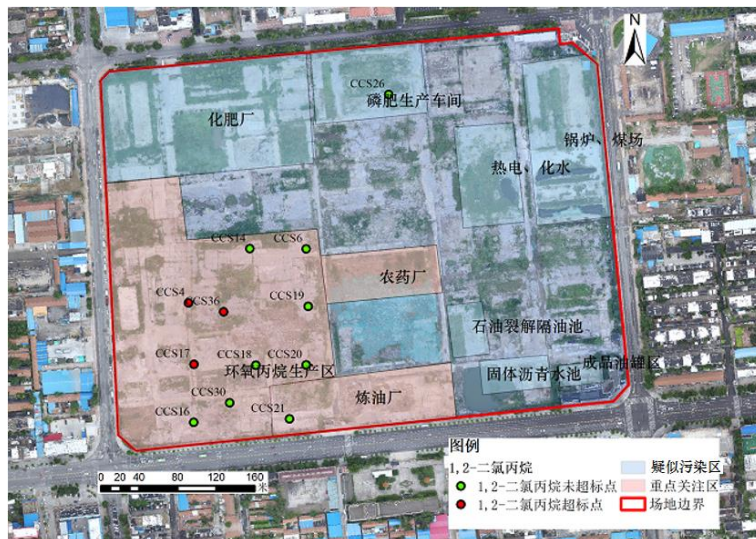 N
CCS26
磷肥生产车间
化肥厂
锅炉、煤场
热电、化水
CCS14
CCS6
农药厂
CCS4
CCS36
CCS19
石油裂解隔油池
CCS17
CCS18
CCS20
环氧丙烷生产区
成品油罐区
固体沥青水池
炼油厂
CCS30
CCS16
CCS21
图例
1,2-二氯丙烷
疑似污染区
1,2-二氯丙烷未超标点
重点关注区
1,2-二氯丙烷超标点
场地边界
0 20 40 80 120 160
米